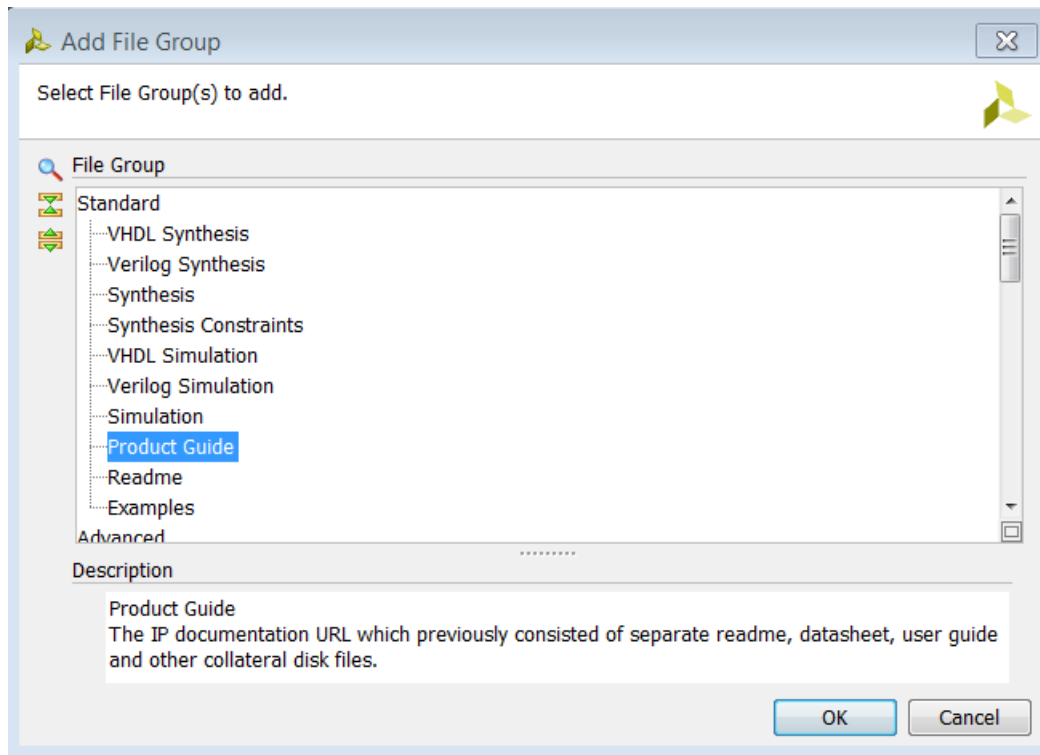 Add File Group
Select File Group(s) to add.
File Group
Standard
VHDL Synthesis
Verilog Synthesis
Synthesis
Synthesis Constraints
VHDL Simulation
Verilog Simulation
Simulation
Product Guide
Readme
Examples
Advanced
Description
Product Guide
The IP documentation URL which previously consisted of separate readme, datasheet, user guide
and other collateral disk files.
OK Cancel